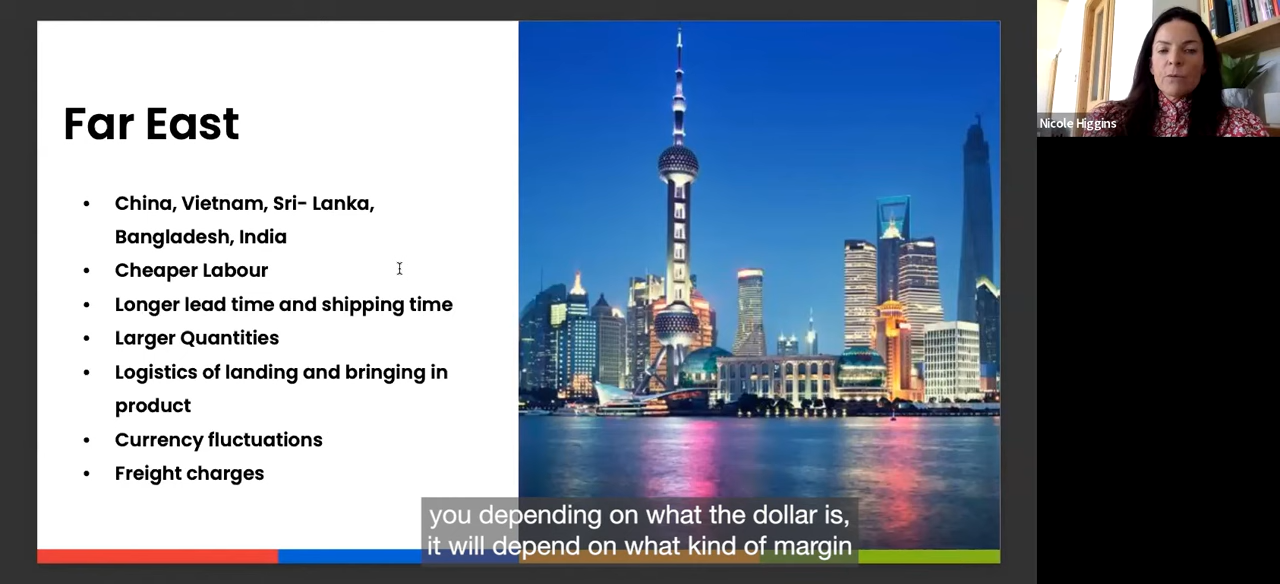 Far East
• China, Vietnam, Sri- Lanka,
Bangladesh, India
• Cheaper Labour
• Longer lead time and shipping time
• Larger Quantities
• Logistics of landing and bringing in
product
• Currency fluctuations
• Freight charges
you depending on what the dollar is,
it will depend on what kind of margin
Nicole Higgins